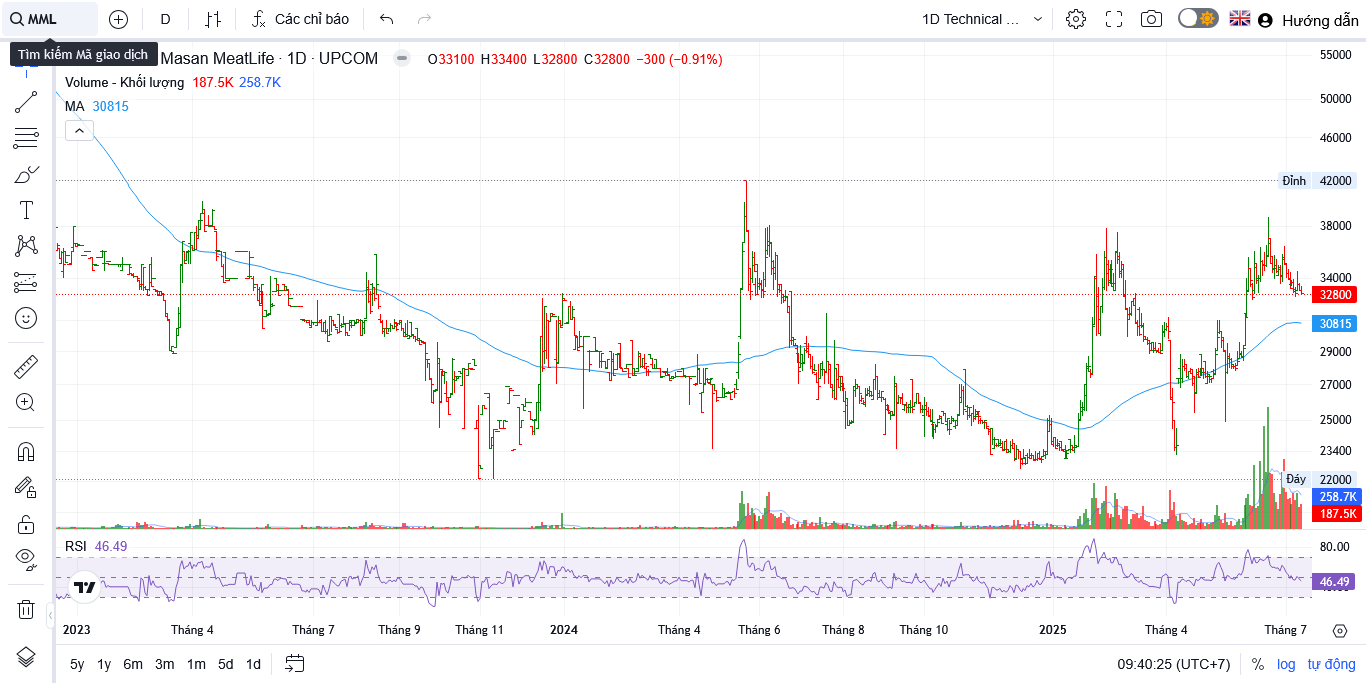 MML
D
Các chỉ báo
1D Technical ...
Hướng dẫn
Tìm kiếm Mã giao dịch
Masan MeatLife · 1D · UPCOM
O33100 H33400 L32800 C32800 −300 (−0.91%)
Volume - Khối lượng 187.5K 258.7K
MA 30815
55000
50000
46000
Đỉnh 42000
38000
34000
32800
30815
29000
27000
25000
23400
Đáy 22000
258.7K
187.5K
RSI 46.49
80.00
46.49
2023
Tháng 4
Tháng 7
Tháng 9
Tháng 11
2024
Tháng 4
Tháng 6
Tháng 8
Tháng 10
2025
Tháng 4
Tháng 7
5y 1y 6m 3m 1m 5d 1d
09:40:25 (UTC+7)
% log tự động